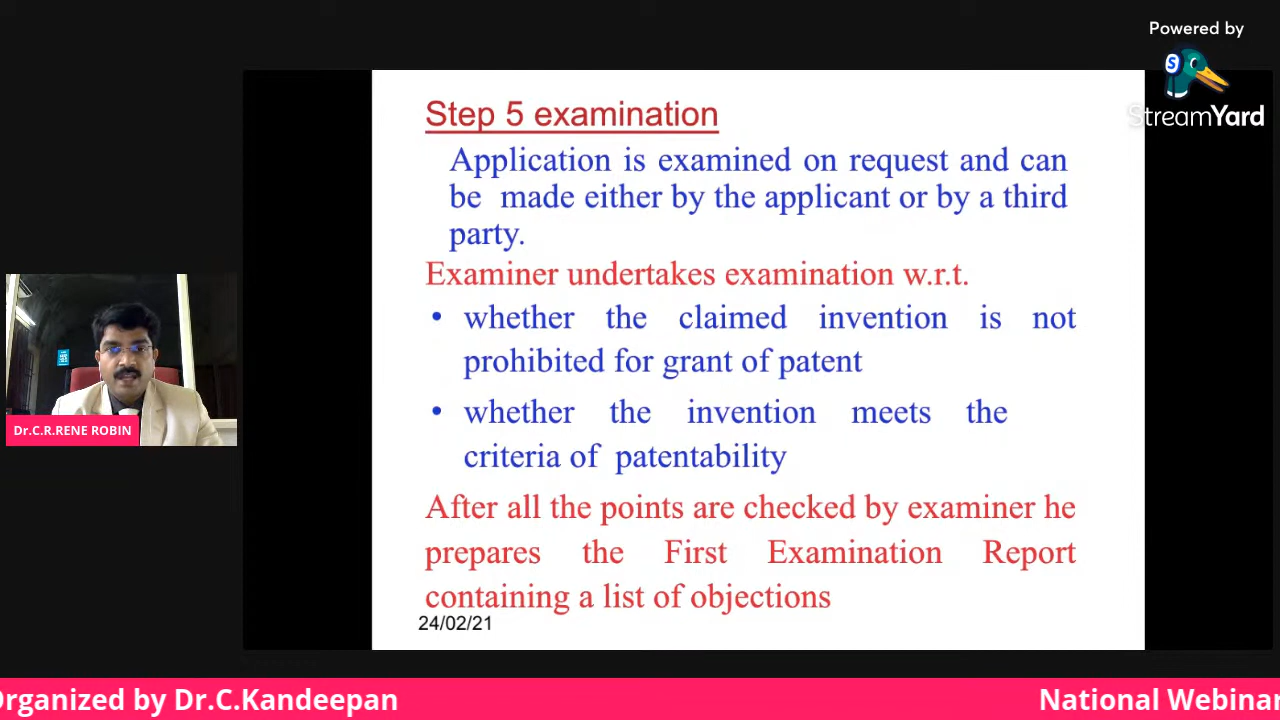 Powered by
S
StreamYard
Step 5 examination
Application is examined on request and can
be made either by the applicant or by a third
party.
Examiner undertakes examination w.r.t.
• whether the claimed invention is not
prohibited for grant of patent
• whether the invention meets the
criteria of patentability
After all the points are checked by examiner he
prepares the First Examination Report
containing a list of objections
24/02/21
Dr.C.R.RENE ROBIN
Organized by Dr.C.Kandeepan
National Webinar